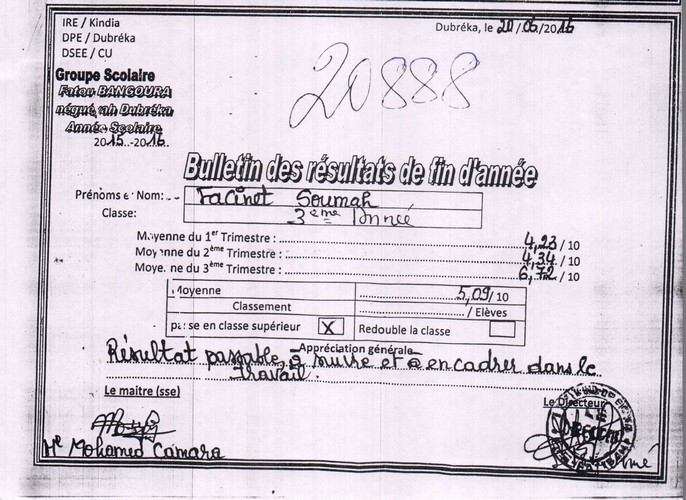 IRE / Kindia
DPE / Dubréka
DSEE / CU
Dubréka, le 20/06/2016
Groupe Scolaire
Fatou BANGOURA
Dubréka
Année Scolaire
2015..-2016.
20888
Bulletin des résultats de fin d'année
Prénoms e Nom: Facinet Soumah
Classe: 3ème Année
Moyenne du 1er Trimestre : 4,23 / 10
Moyenne du 2ème Trimestre : 4,34 / 10
Moyenne du 3ème Trimestre : 6,72 / 10
Moyenne 5,09/ 10
Classement / Elèves
passe en classe supérieur X Redouble la classe
Appréciation générale
Résultat passable, à suivre et à encadrer dans le
travail.
Le maitre (sse) Le Directeur
Mr Mohamed Camara